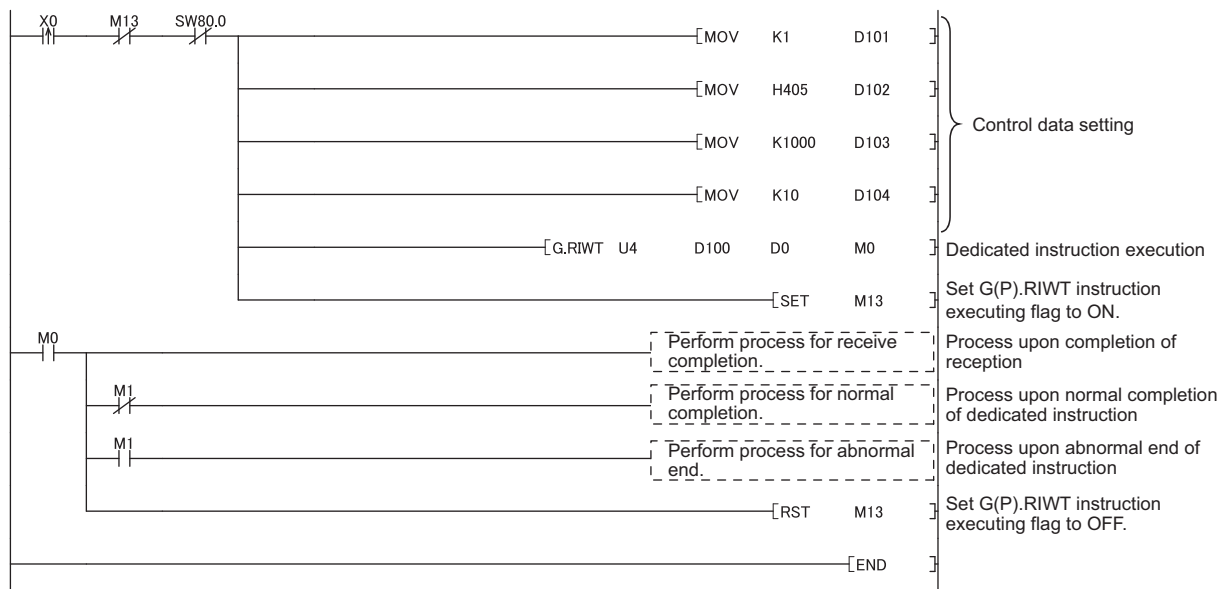 X0 M13 SW80.0
[MOV K1 D101 ]
[MOV H405 D102 ]
Control data setting
[MOV K1000 D103 ]
[MOV K10 D104 ]
[G.RIWT U4 D100 D0 M0 ] Dedicated instruction execution
[SET M13 ] Set G(P).RIWT instruction
executing flag to ON.
M0
Perform process for receive
completion.
Process upon completion of
reception
M1
Perform process for normal
completion.
Process upon normal completion
of dedicated instruction
M1
Perform process for abnormal
end.
Process upon abnormal end of
dedicated instruction
[RST M13 ] Set G(P).RIWT instruction
executing flag to OFF.
[END ]